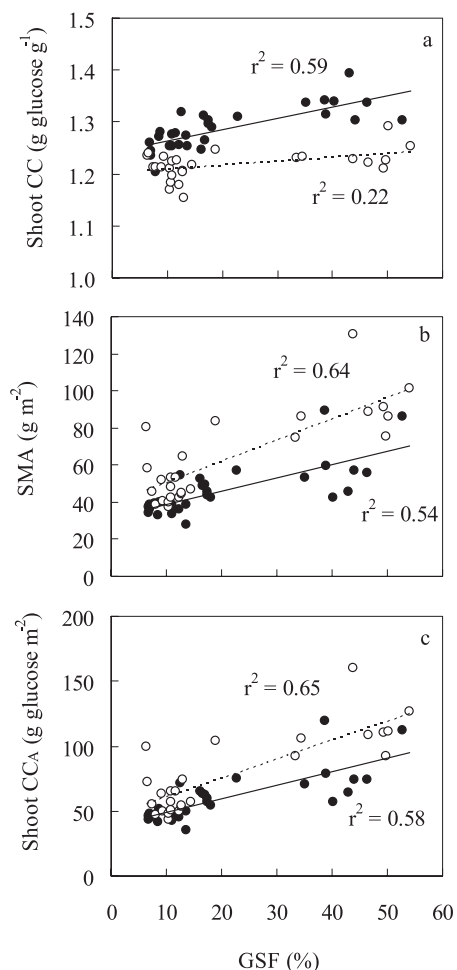 1.5
a
r² = 0.59
1.4
1.3
1.2
r² = 0.22
1.1
1.0
Shoot CC (g glucose g⁻¹)
140
b
120
r² = 0.64
100
80
60
40
r² = 0.54
20
0
SMA (g m⁻²)
200
c
150
r² = 0.65
100
50
r² = 0.58
0
Shoot CCA (g glucose m⁻²)
0 10 20 30 40 50 60
GSF (%)